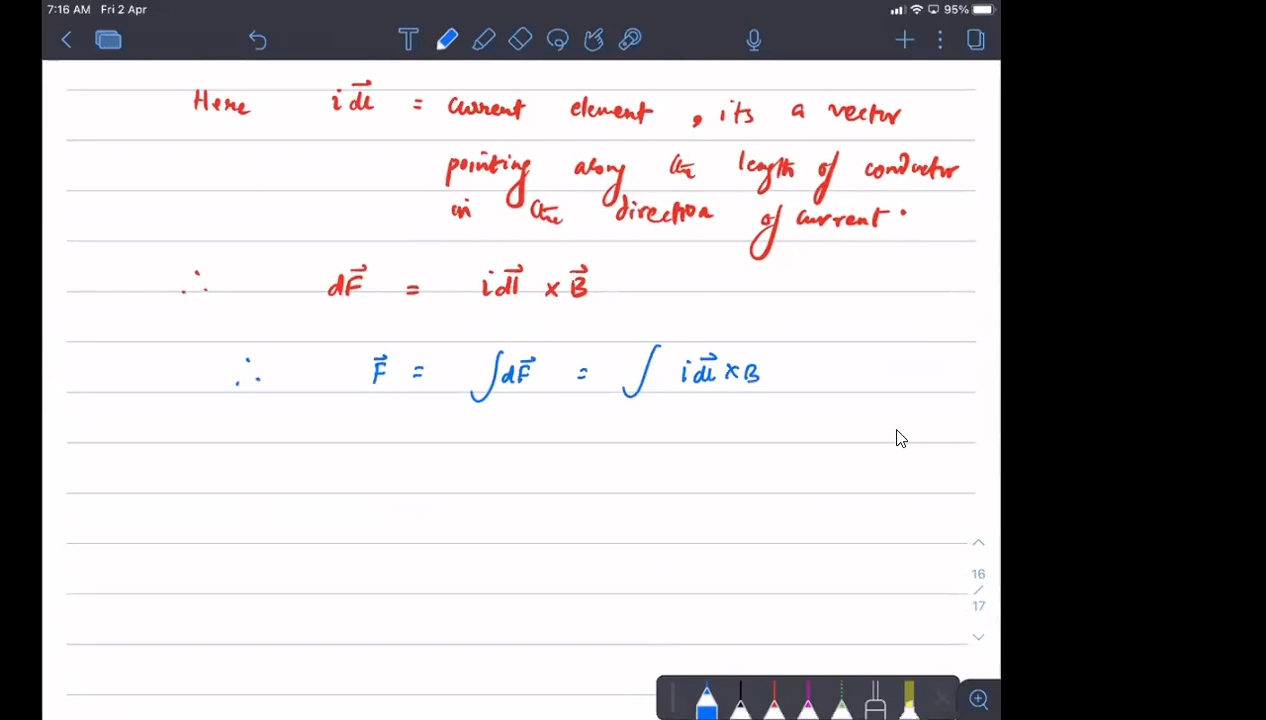 7:16 AM Fri 2 Apr 95%
T
Here i dl⃗ = current element, its a vector
pointing along the length of conductor
in the direction of current.
∴ dF⃗ = i dl⃗ × B⃗
∴ F⃗ = ∫ dF⃗ = ∫ i dl⃗ × B
16
/
17